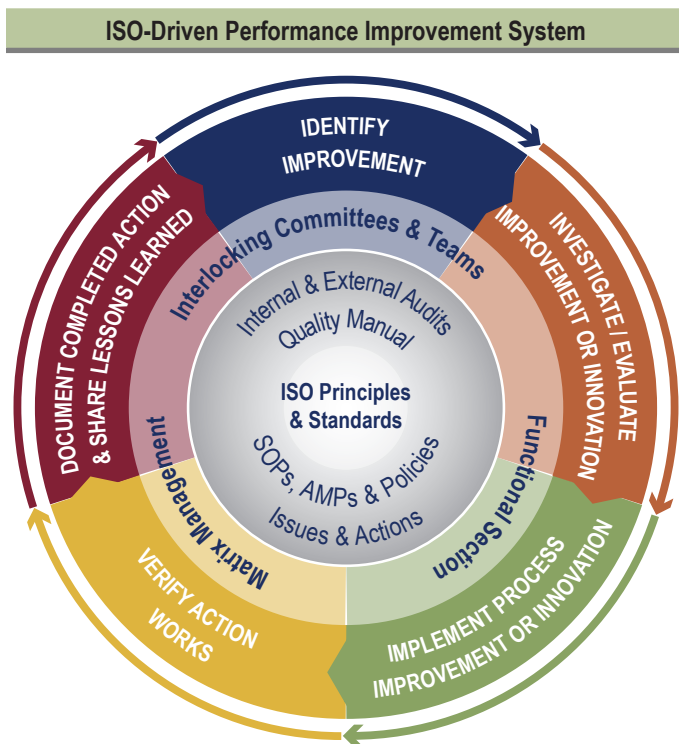 ISO-Driven Performance Improvement System
IDENTIFY
IMPROVEMENT
INVESTIGATE / EVALUATE
IMPROVEMENT OR INNOVATION
IMPLEMENT PROCESS
IMPROVEMENT OR INNOVATION
VERIFY ACTION
WORKS
DOCUMENT COMPLETED ACTION
& SHARE LESSONS LEARNED
Interlocking Committees & Teams
Functional Section
Matrix Management
Internal & External Audits
Quality Manual
ISO Principles
& Standards
SOPs, AMPs & Policies
Issues & Actions